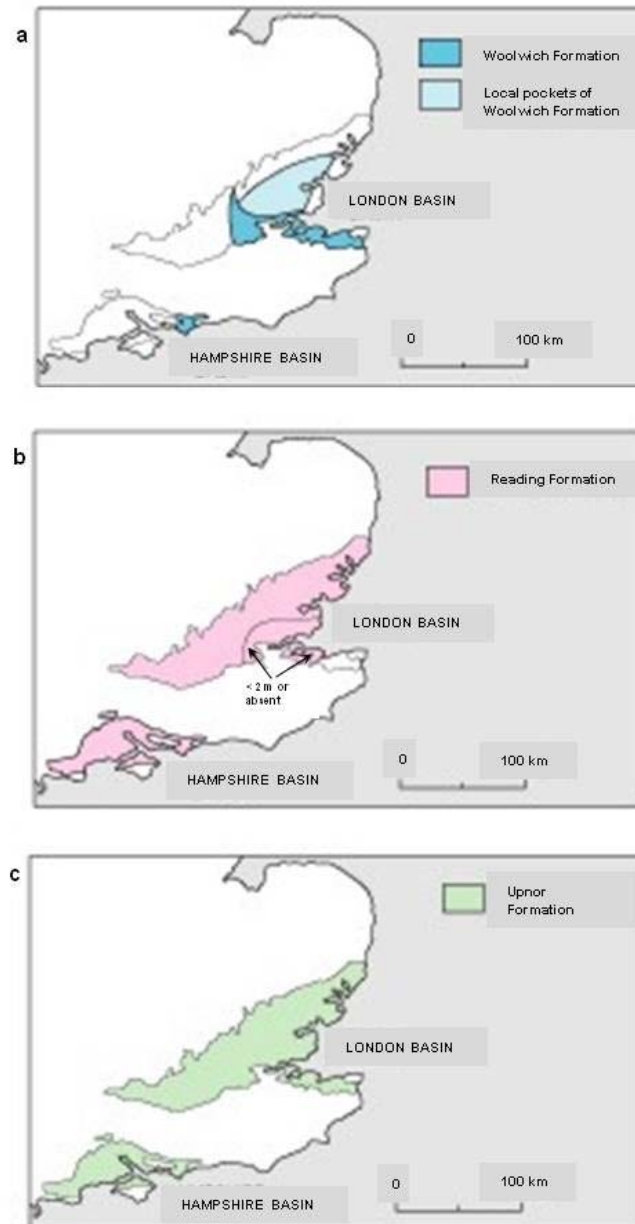 a
Woolwich Formation
Local pockets of
Woolwich Formation
LONDON BASIN
0
100 km
HAMPSHIRE BASIN
b
Reading Formation
LONDON BASIN
< 2 m or
absent
0
100 km
HAMPSHIRE BASIN
c
Upnor
Formation
LONDON BASIN
0
100 km
HAMPSHIRE BASIN